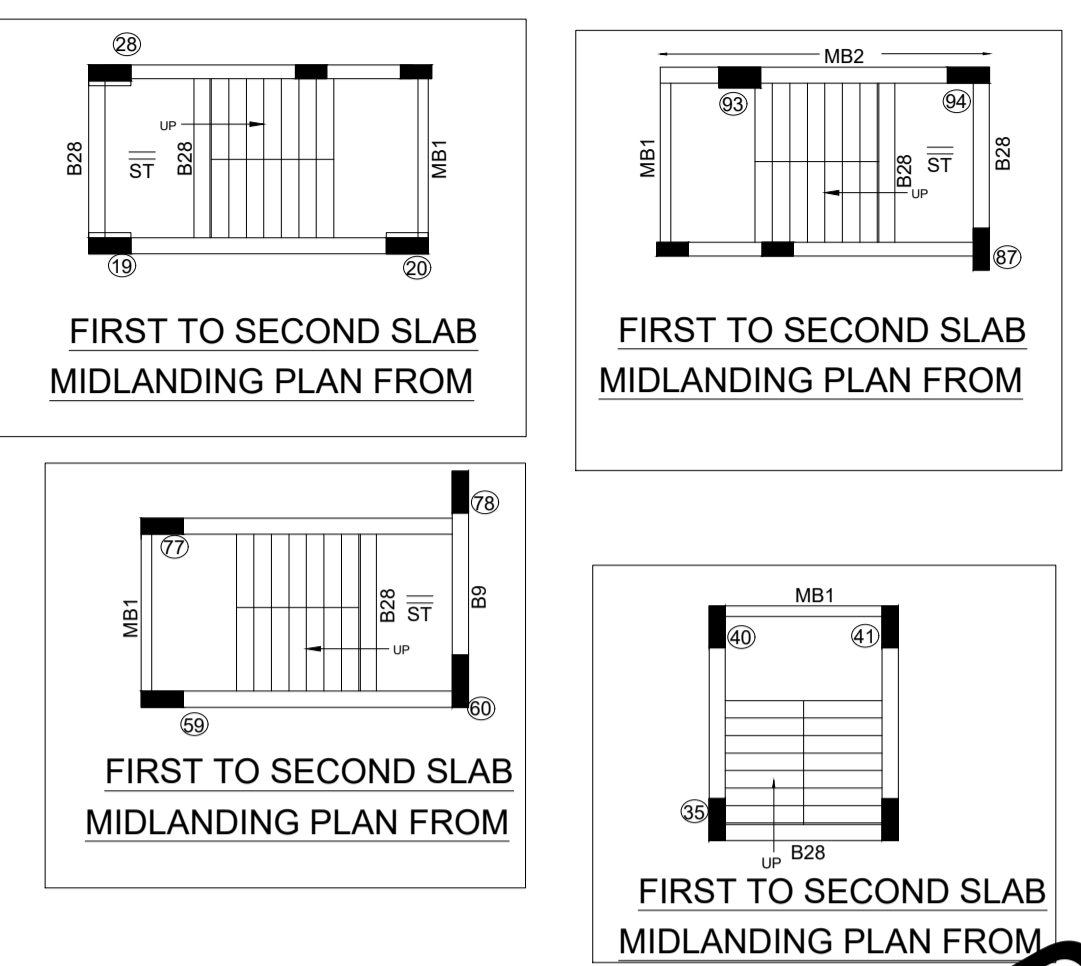 28
UP
B28
ST
B28
MB1
19
20
FIRST TO SECOND SLAB
MIDLANDING PLAN FROM
MB2
93
94
MB1
B28
ST
B28
UP
87
FIRST TO SECOND SLAB
MIDLANDING PLAN FROM
78
77
MB1
B28
ST
B9
UP
59
60
FIRST TO SECOND SLAB
MIDLANDING PLAN FROM
MB1
40
41
35
UP
B28
FIRST TO SECOND SLAB
MIDLANDING PLAN FROM